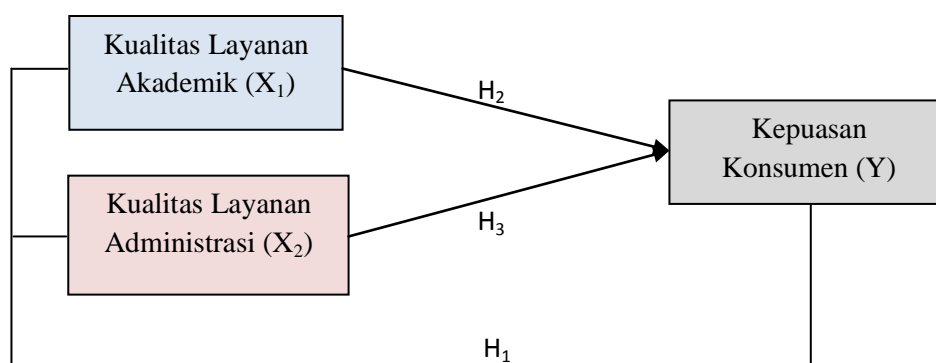 Kualitas Layanan
Akademik (X₁)
H₂
Kepuasan
Konsumen (Y)
Kualitas Layanan
Administrasi (X₂)
H₃
H₁